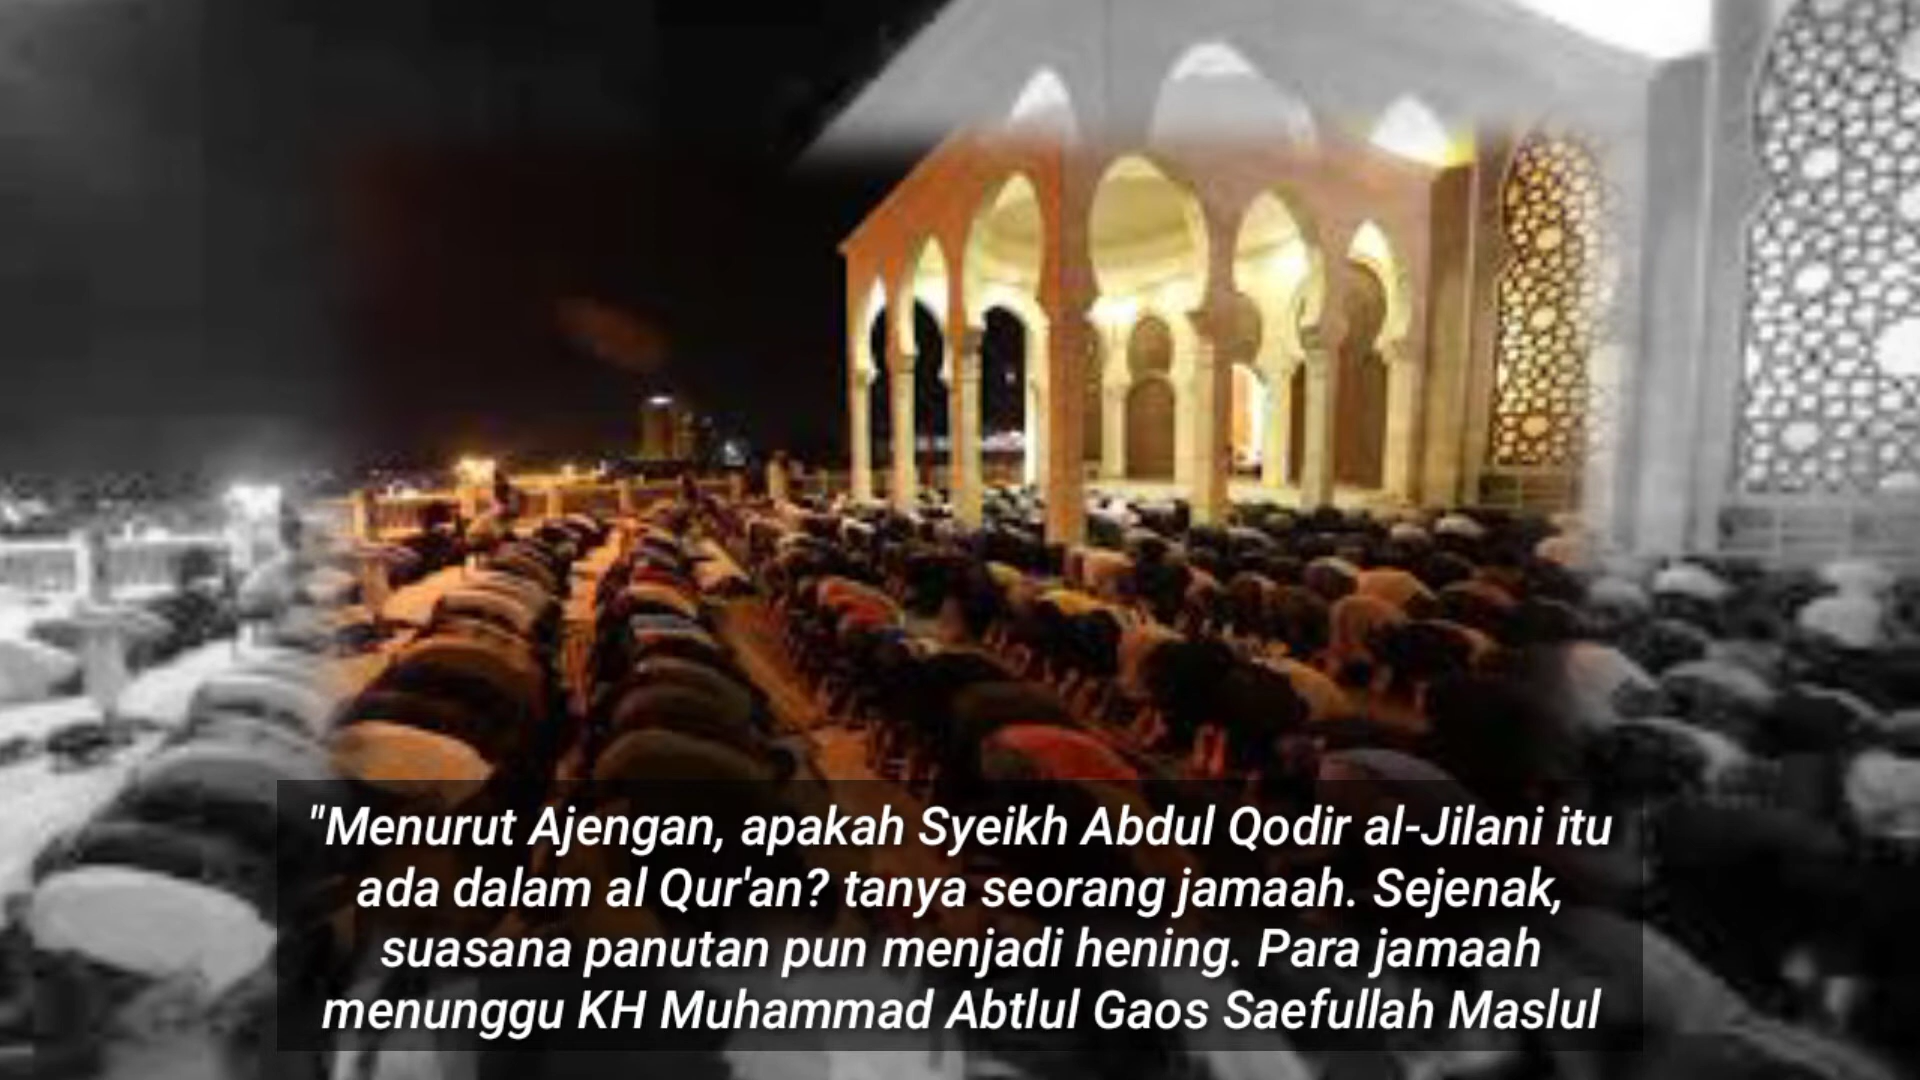 "Menurut Ajengan, apakah Syeikh Abdul Qodir al-Jilani itu
ada dalam al Qur'an? tanya seorang jamaah. Sejenak,
suasana panutan pun menjadi hening. Para jamaah
menunggu KH Muhammad Abtlul Gaos Saefullah Maslul